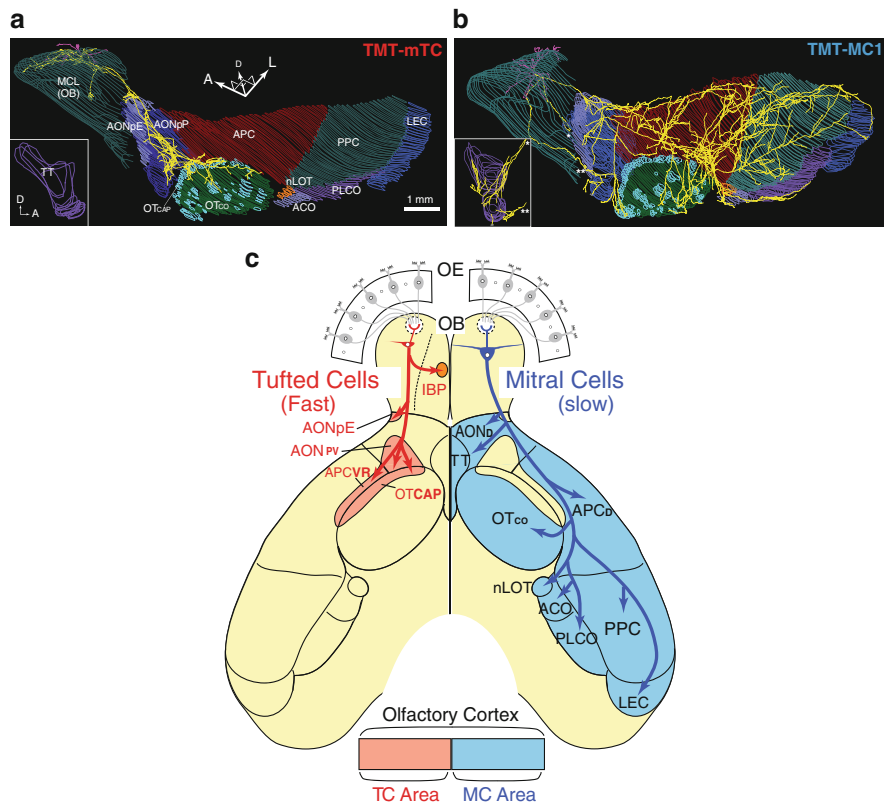 a
TMT-mTC
MCL
(OB)
D
A
L
AONpE
AONpP
APC
PPC
LEC
TT
D
A
OTCAP
OTCO
nLOT
ACO
PLCO
1 mm
b
TMT-MC1
*
*
**
**
c
OE
OB
Tufted Cells
(Fast)
IBP
Mitral Cells
(slow)
AONpE
AONPV
APCVR
OTCAP
AOND
TT
OTCO
APCD
nLOT
ACO
PLCO
PPC
LEC
Olfactory Cortex
TC Area
MC Area